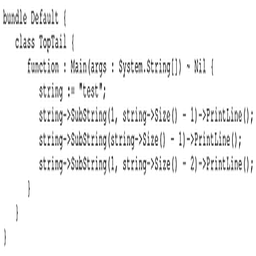 bundle Default {
class TopTail {
function : Main(args : System.String[]) ~ Nil {
string := "test";
string->SubString(1, string->Size() - 1)->PrintLine();
string->SubString(string->Size() - 1)->PrintLine();
string->SubString(1, string->Size() - 2)->PrintLine();
}
}
}